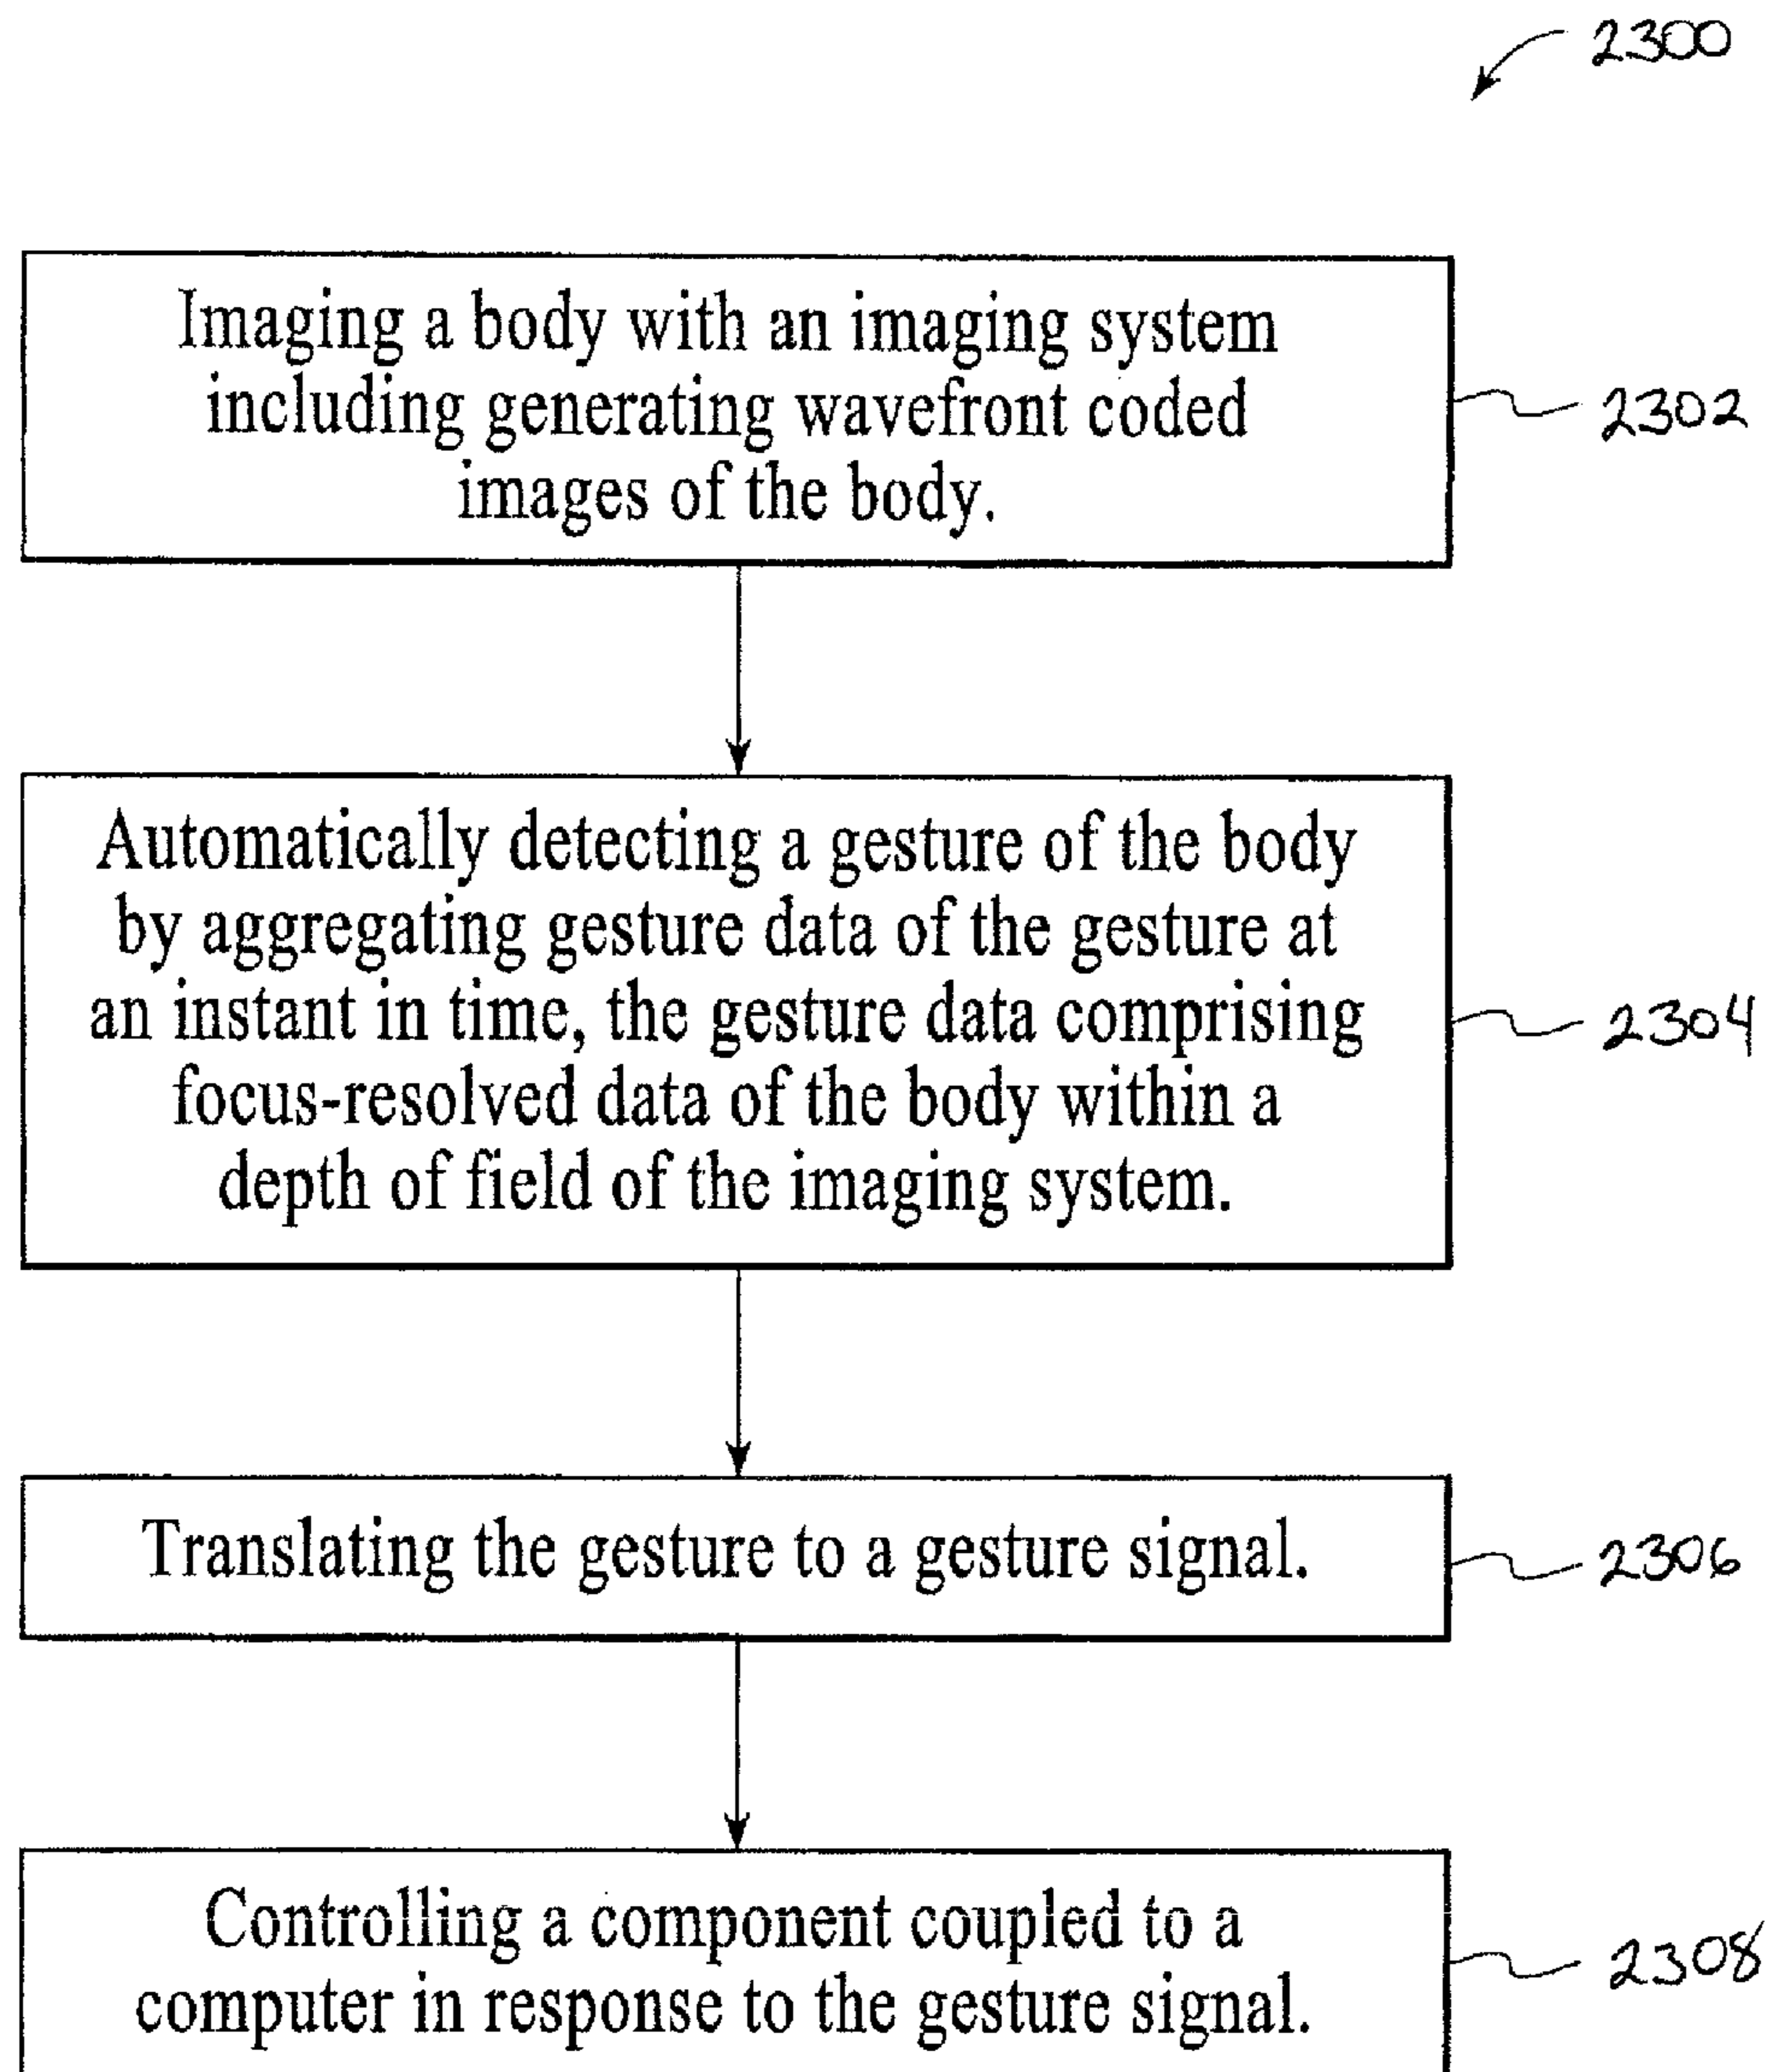 2300
Imaging a body with an imaging system
including generating wavefront coded
images of the body.
2302
Automatically detecting a gesture of the body
by aggregating gesture data of the gesture at
an instant in time, the gesture data comprising
focus-resolved data of the body within a
depth of field of the imaging system.
2304
Translating the gesture to a gesture signal.
2306
Controlling a component coupled to a
computer in response to the gesture signal.
2308